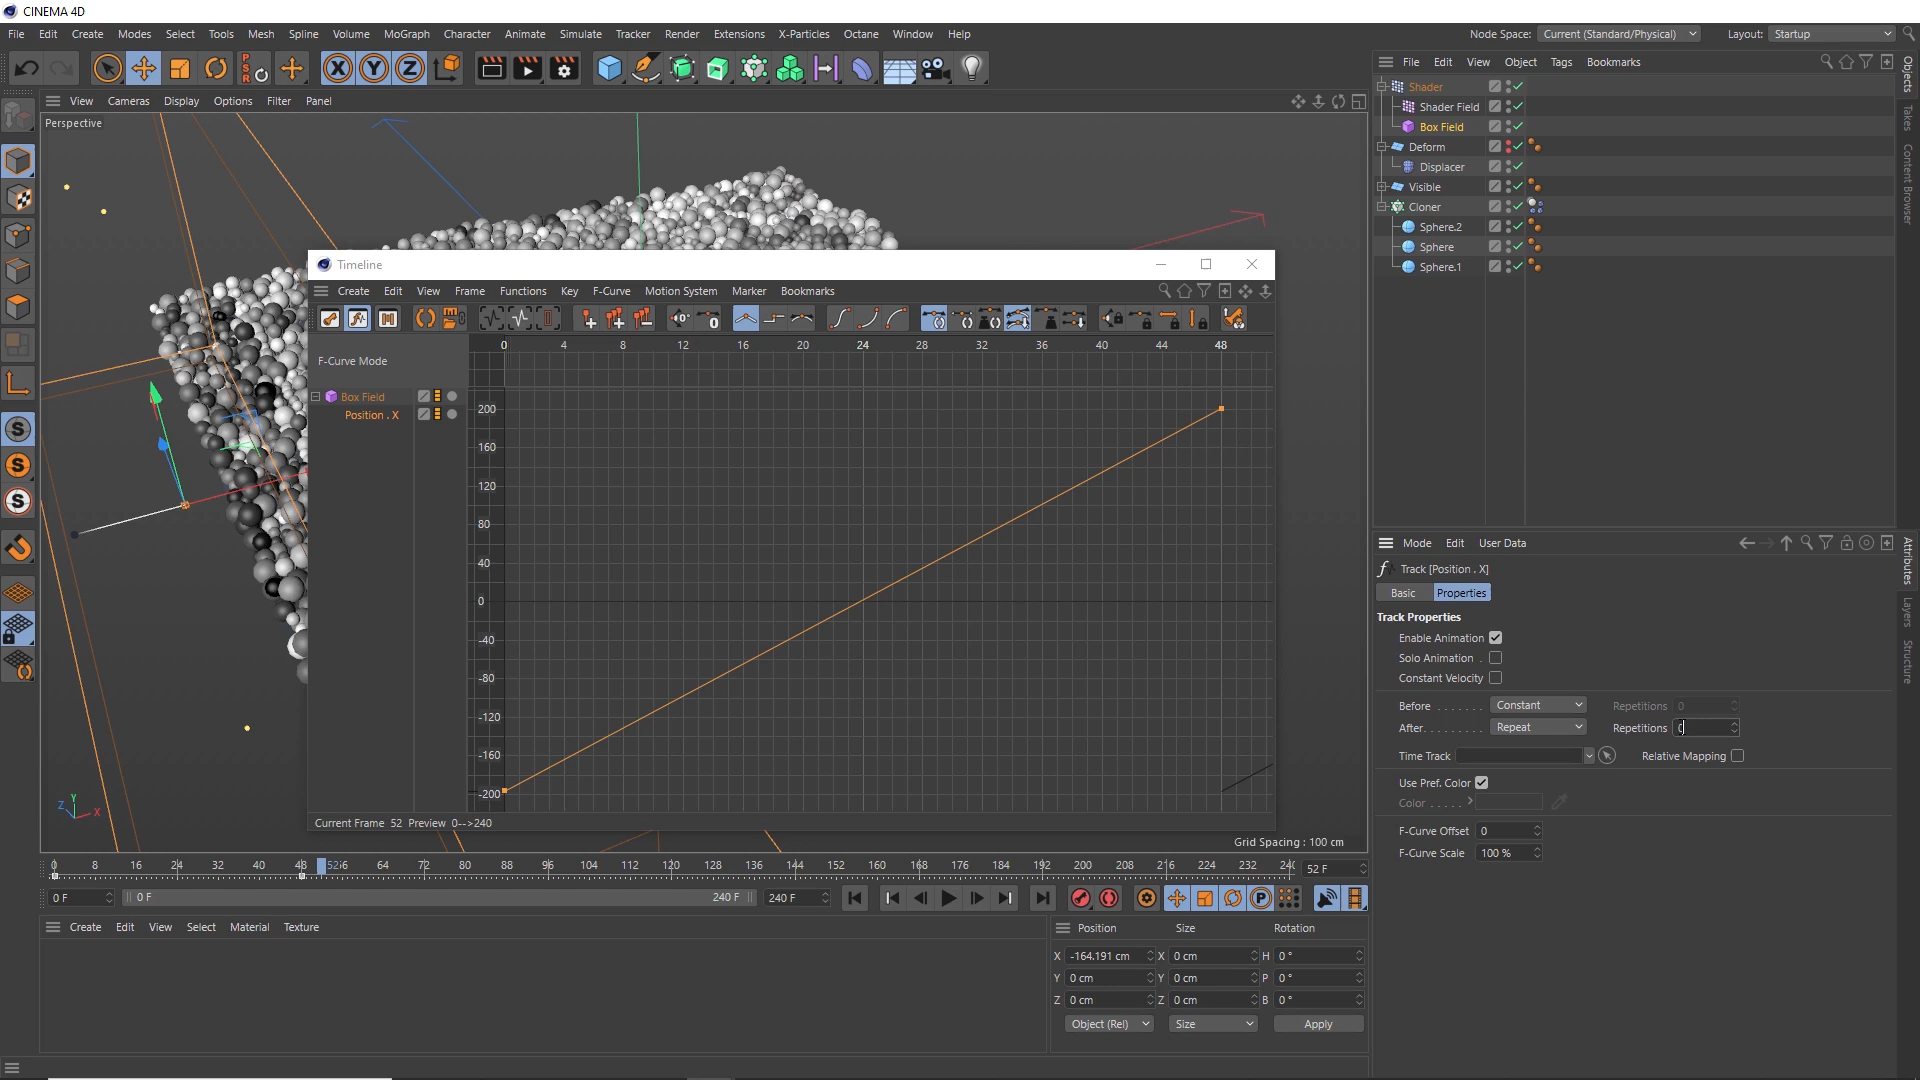 CINEMA 4D
File Edit Create Modes Select Tools Mesh Spline Volume MoGraph Character Animate Simulate Tracker Render Extensions X-Particles Octane Window Help
Node Space: Current (Standard/Physical) Layout: Startup
PSR X Y Z
View Cameras Display Options Filter Panel
Perspective
File Edit View Object Tags Bookmarks
Shader
Shader Field
Box Field
Deform
Displacer
Visible
Cloner
Sphere.2
Sphere
Sphere.1
Objects
Takes
Content Browser
Timeline
Create Edit View Frame Functions Key F-Curve Motion System Marker Bookmarks
F-Curve Mode
0 4 8 12 16 20 24 28 32 36 40 44 48
Box Field
Position . X
200
160
120
80
40
0
-40
-80
-120
-160
-200
Current Frame 52 Preview 0-->240
S
S
S
Z Y X
Grid Spacing : 100 cm
Mode Edit User Data
Track [Position . X]
Basic Properties
Track Properties
Enable Animation
Solo Animation .
Constant Velocity
Before . . . . . . . Constant Repetitions 0
After. . . . . . . . . Repeat Repetitions
Time Track Relative Mapping
Use Pref. Color
Color . . . . . >
F-Curve Offset 0
F-Curve Scale 100 %
Attributes
Layers
Structure
0 8 16 24 32 40 48 56 64 72 80 88 96 104 112 120 128 136 144 152 160 168 176 184 192 200 208 216 224 232 52 F
0 F 0 F 240 F 240 F
P
Create Edit View Select Material Texture
Position Size Rotation
X -164.191 cm X 0 cm H 0 °
Y 0 cm Y 0 cm P 0 °
Z 0 cm Z 0 cm B 0 °
Object (Rel) Size Apply